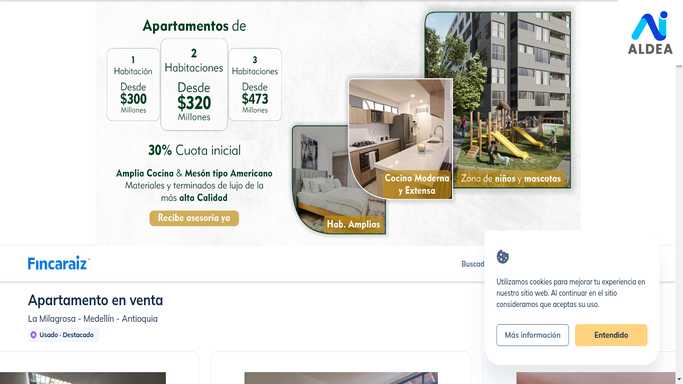 Apartamentos de
1
Habitación
Desde
$300
Millones
2
Habitaciones
Desde
$320
Millones
3
Habitaciones
Desde
$473
Millones
30% Cuota inicial
Amplia Cocina & Mesón tipo Americano
Materiales y terminados de lujo de la
más alta Calidad
Recibe asesoría ya
Hab. Amplias
Cocina Moderna
y Extensa
Zona de niños y mascotas
ALDEA
Fincaraiz
Buscad
Apartamento en venta
La Milagrosa - Medellín - Antioquia
Usado - Destacado
Utilizamos cookies para mejorar tu experiencia en
nuestro sitio web. Al continuar en el sitio
consideramos que aceptas su uso.
Más información
Entendido